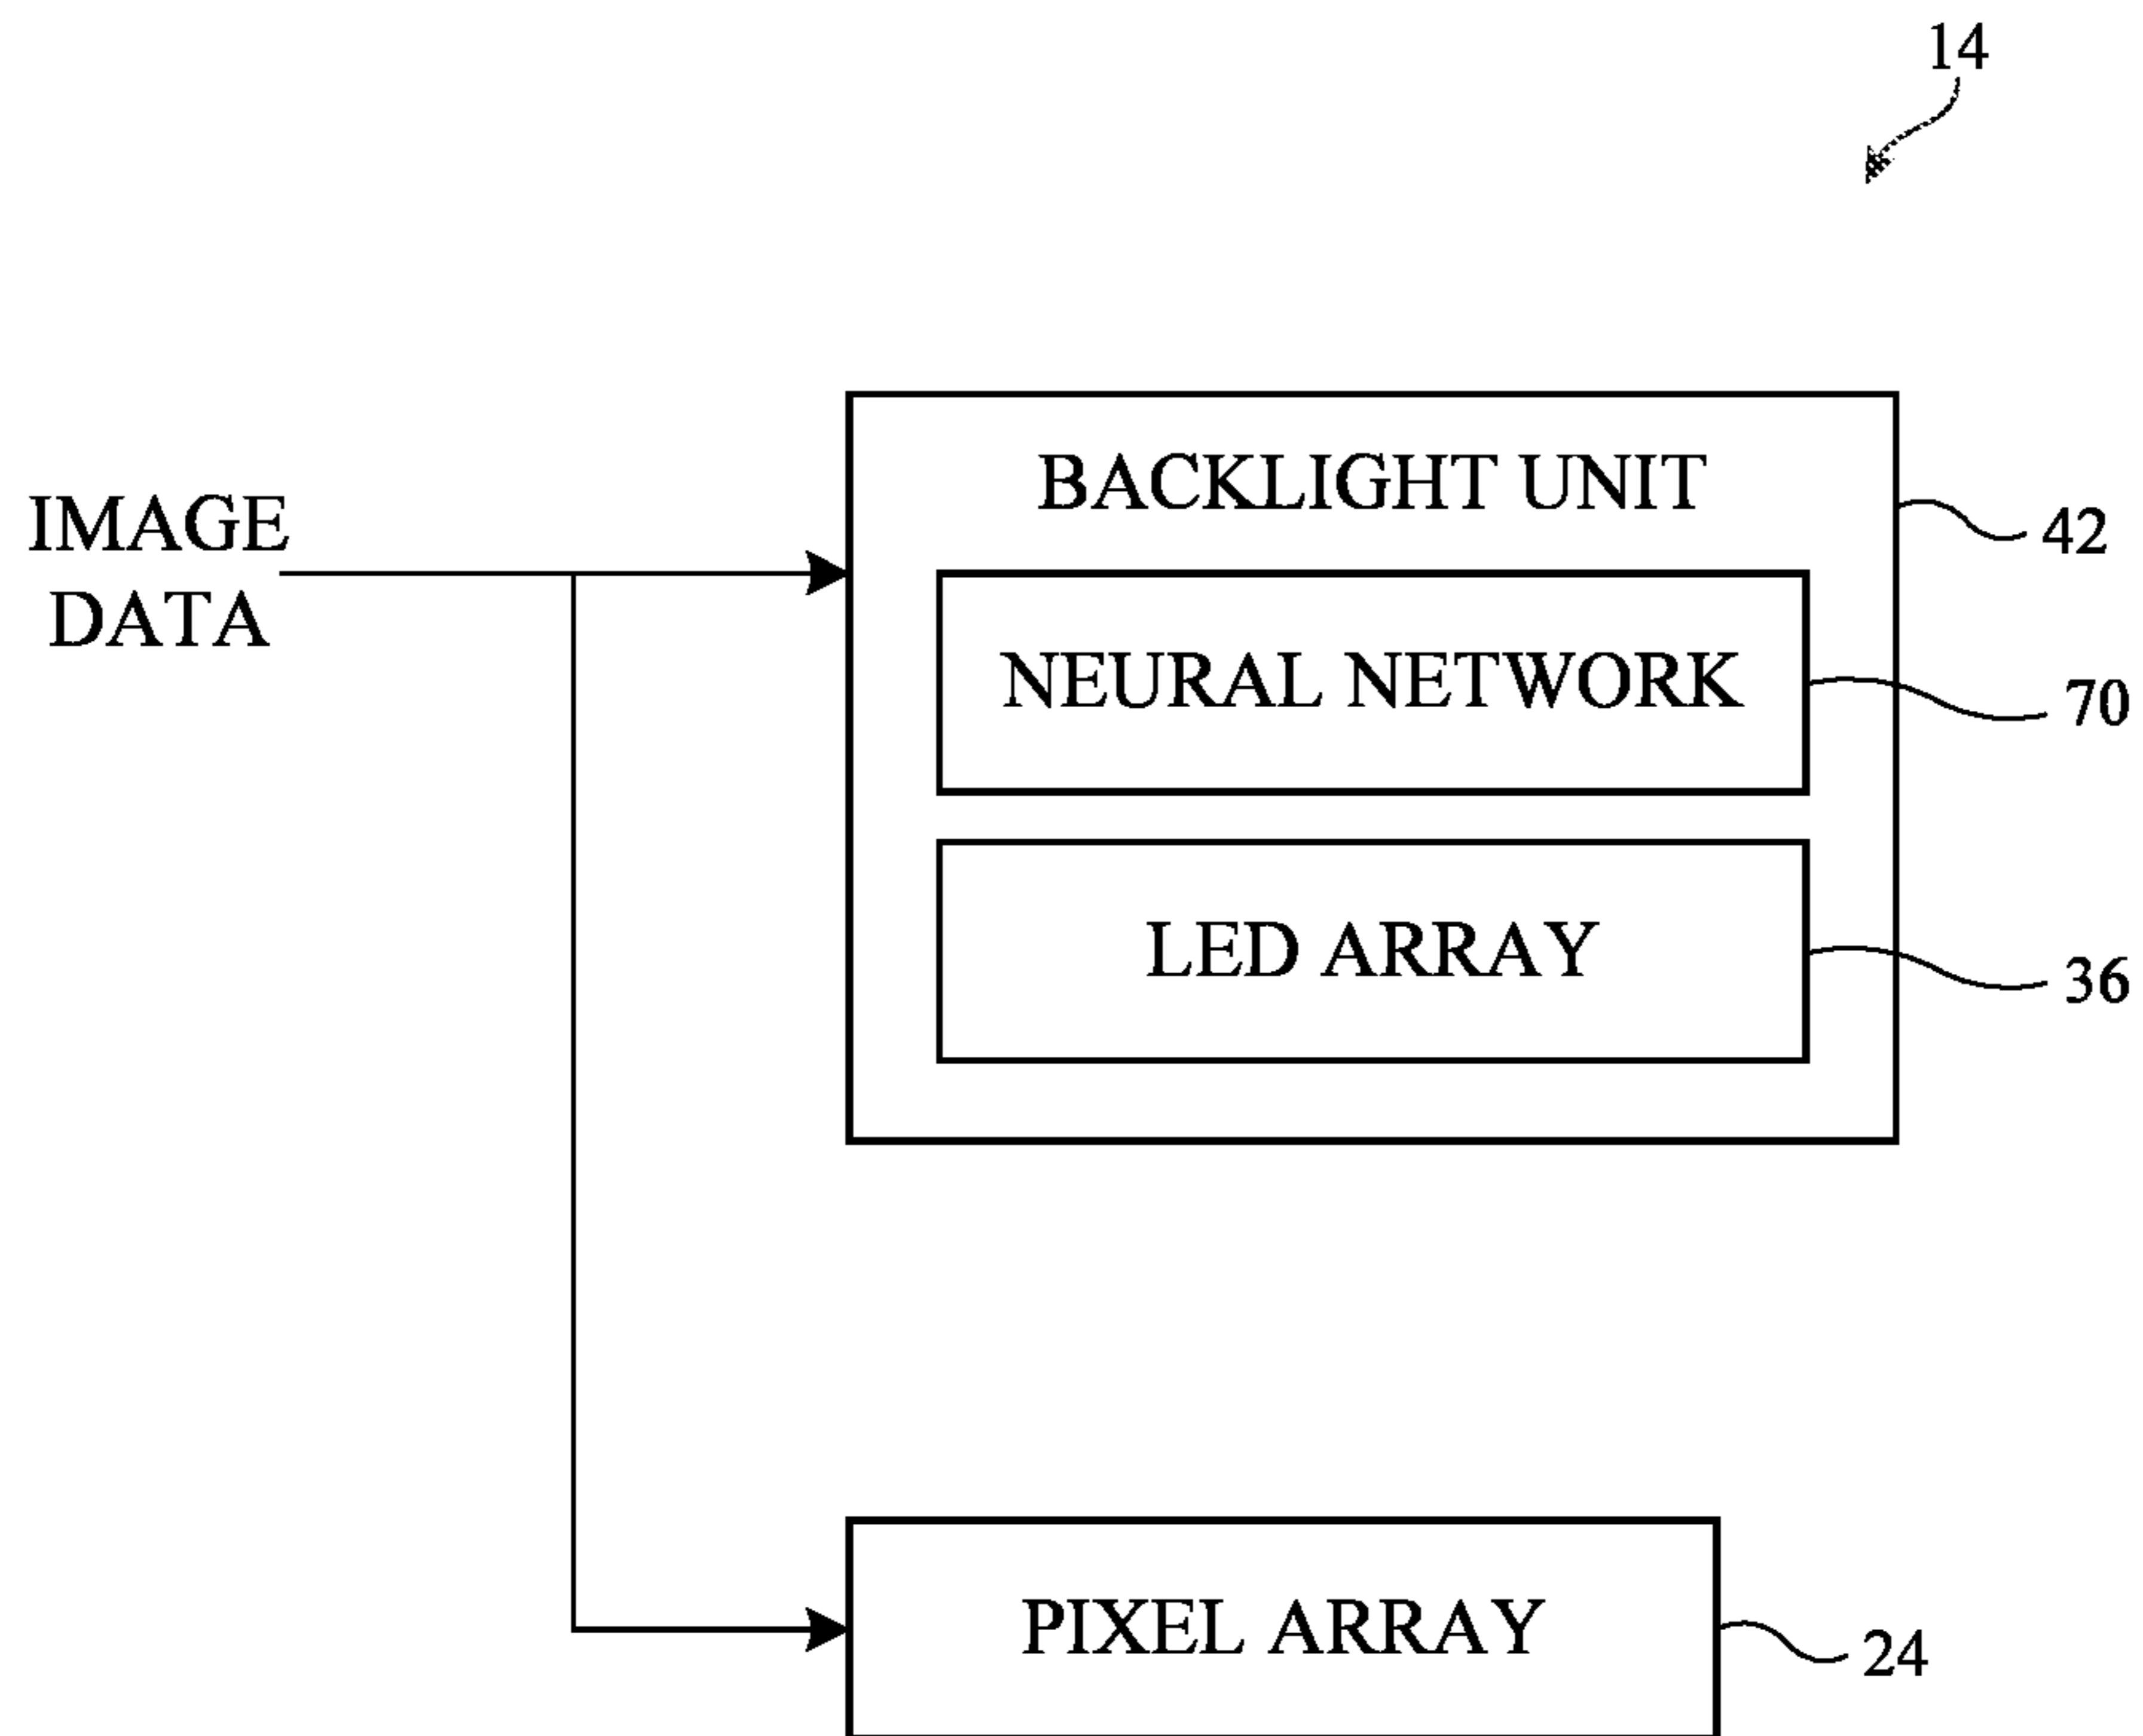 14
BACKLIGHT UNIT
IMAGE
DATA
42
NEURAL NETWORK
70
LED ARRAY
36
PIXEL ARRAY
24